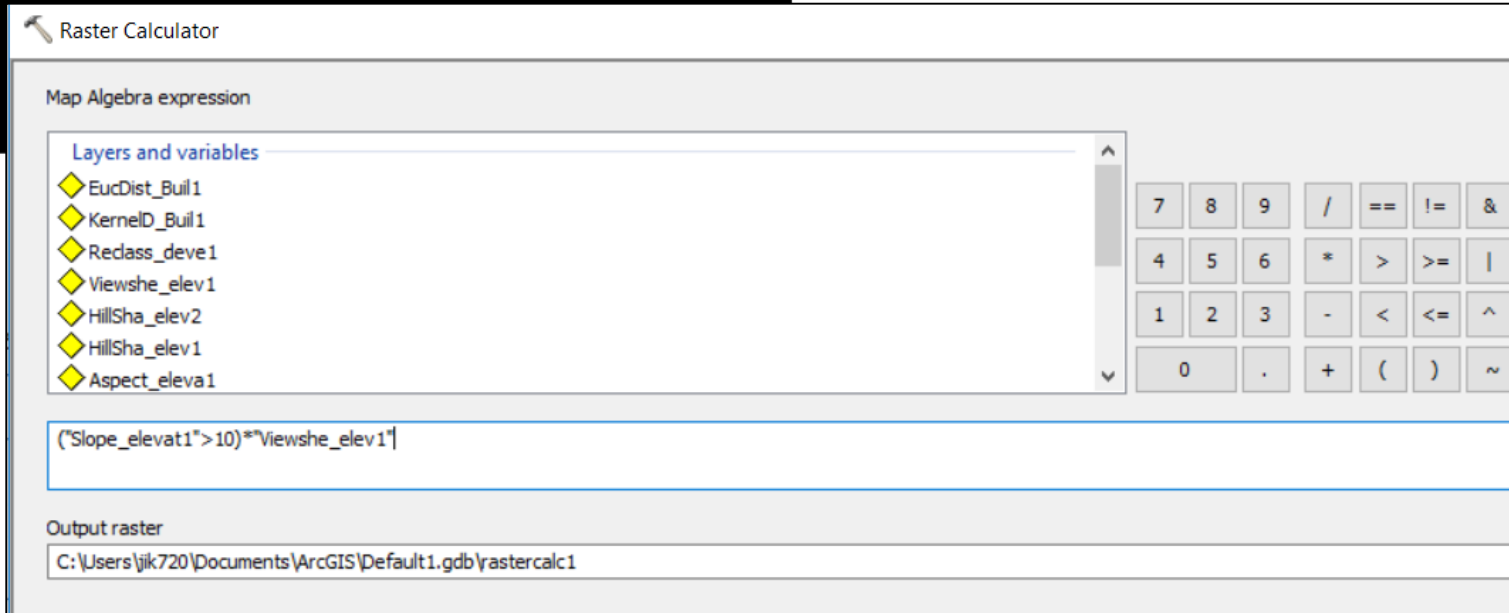 Raster Calculator
Map Algebra expression
Layers and variables
EucDist_Buil1
KernelD_Buil1
Reclass_deve1
Viewshe_elev1
HillSha_elev2
HillSha_elev1
Aspect_eleva1
7 8 9 / == != &
4 5 6 * > >= |
1 2 3 - < <= ^
0 . + ( ) ~
("Slope_elevat1">10)*"Viewshe_elev1"
Output raster
C:\Users\jik720\Documents\ArcGIS\Default1.gdb\rastercalc1